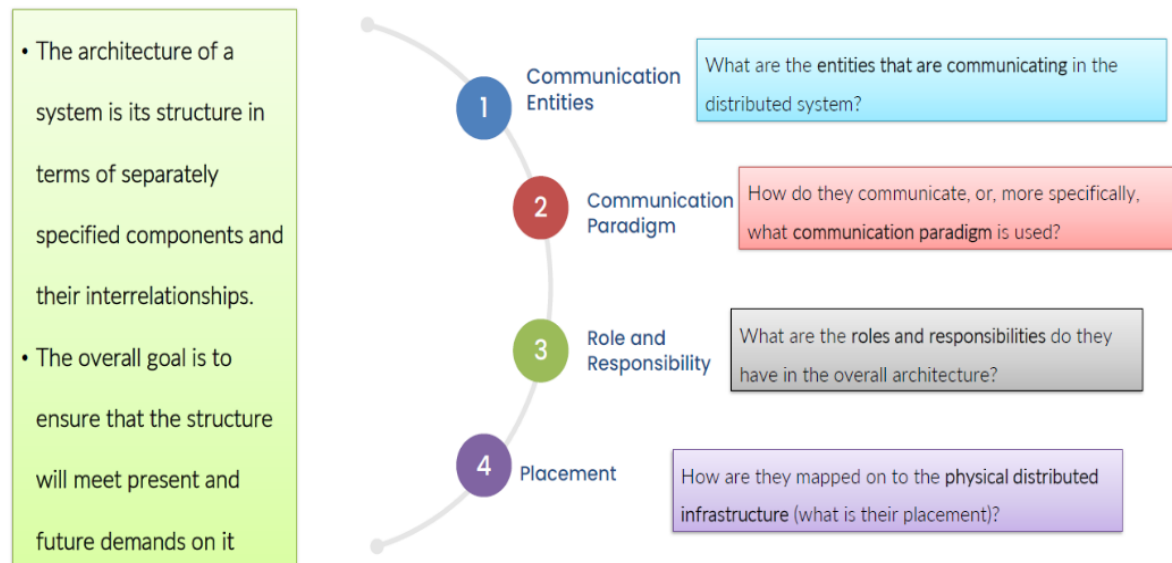 • The architecture of a
system is its structure in
terms of separately
specified components and
their interrelationships.
• The overall goal is to
ensure that the structure
will meet present and
future demands on it
1
Communication
Entities
What are the entities that are communicating in the
distributed system?
2
Communication
Paradigm
How do they communicate, or, more specifically,
what communication paradigm is used?
3
Role and
Responsibility
What are the roles and responsibilities do they
have in the overall architecture?
4
Placement
How are they mapped on to the physical distributed
infrastructure (what is their placement)?